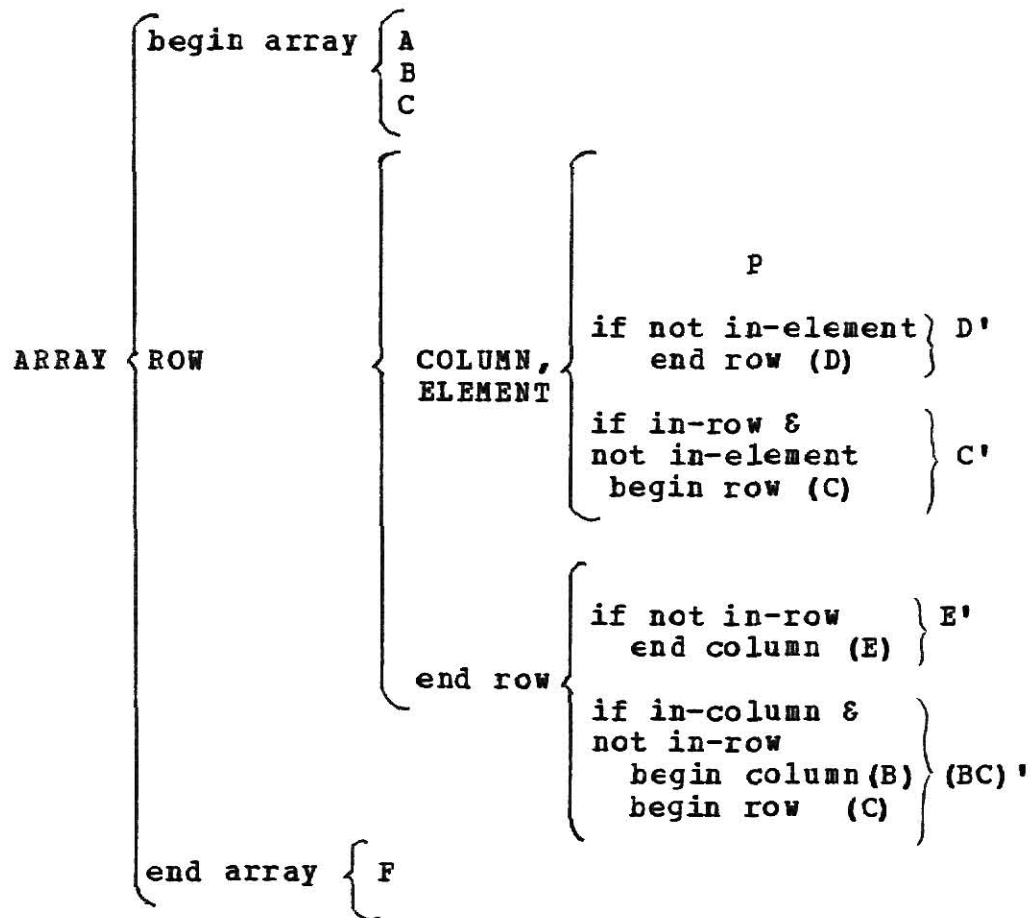 begin array A
B
C
P
if not in-element D'
end row (D)
ARRAY ROW COLUMN,
ELEMENT
if in-row &
not in-element C'
begin row (C)
if not in-row E'
end column (E)
end row
if in-column &
not in-row
begin column(B) (BC)'
begin row (C)
end array F